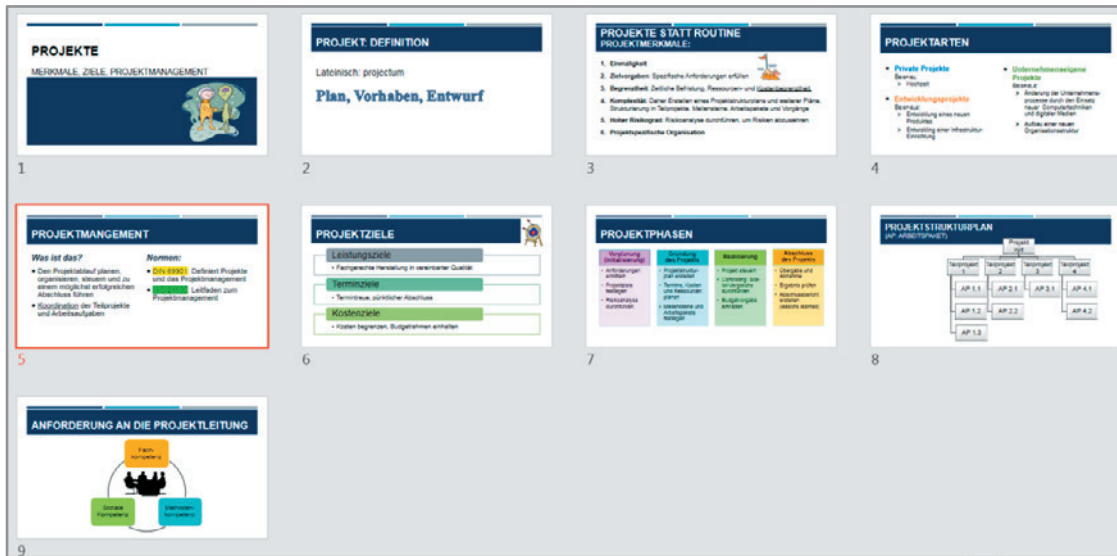 PROJEKTE
MERKMALE, ZIELE, PROJEKTMANAGEMENT
1
PROJEKT: DEFINITION
Lateinisch: projectum
Plan, Vorhaben, Entwurf
2
PROJEKTE STATT ROUTINE
PROJEKTMERKMALE:
1. Einmaligkeit
2. Zielvorgaben: Spezifische Anforderungen erfüllen
3. Begrenztheit: Zeitliche Befristung, Ressourcen- und Kostenbegrenztheit
4. Komplexität: Daher Erstellen eines Projektstrukturplans und weiterer Pläne,
Strukturierung in Teilprojekte, Meilensteine, Arbeitspakete und Vorgänge
5. Hoher Risikograd: Risikoanalyse durchführen, um Risiken abzuwehren
6. Projektspezifische Organisation
3
PROJEKTARTEN
Private Projekte
BEISPIEL:
Hochzeit
Entwicklungsprojekte
BEISPIELE:
Entwicklung eines neuen
Produktes
Entwicklung einer Infrastruktur-
Einrichtung
Unternehmenseigene
Projekte
BEISPIELE:
Änderung der Unternehmens-
prozesse durch den Einsatz
neuer Computertechniken
und digitaler Medien
Aufbau einer neuen
Organisationsstruktur
4
PROJEKTMANGEMENT
Was ist das?
Den Projektablauf planen,
organisieren, steuern und zu
einem möglichst erfolgreichen
Abschluss führen
Koordination der Teilprojekte
und Arbeitsaufgaben
Normen:
DIN 69901: Definiert Projekte
und das Projektmanagement
Leitfaden zum
Projektmanagement
5
PROJEKTZIELE
Leistungsziele
Fachgerechte Herstellung in vereinbarter Qualität
Terminziele
Termintreue, pünktlicher Abschluss
Kostenziele
Kosten begrenzen, Budgetrahmen einhalten
6
PROJEKTPHASEN
Vorplanung
(Initialisierung)
Anforderungen
ermitteln
Projektziele
festlegen
Risikoanalyse
durchführen
Gründung
des Projekts
Projektstruktur-
plan erstellen
Termine, Kosten
und Ressourcen
planen
Meilensteine und
Arbeitspakete
festlegen
Realisierung
Projekt steuern
durchführen
Budgetvorgabe
einhalten
Abschluss
des Projekts
Übergabe und
Abnahme
Ergebnis prüfen
Abschlussbericht
erstellen
(lessons learned)
7
PROJEKTSTRUKTURPLAN
(AP: ARBEITSPAKET)
Projekt
Teilprojekt
1
Teilprojekt
2
Teilprojekt
3
Teilprojekt
4
AP 1.1
AP 2.1
AP 3.1
AP 4.1
AP 1.2
AP 2.2
AP 4.2
AP 1.3
8
ANFORDERUNG AN DIE PROJEKTLEITUNG
Fach-
kompetenz
Soziale
Kompetenz
Methoden-
kompetenz
9